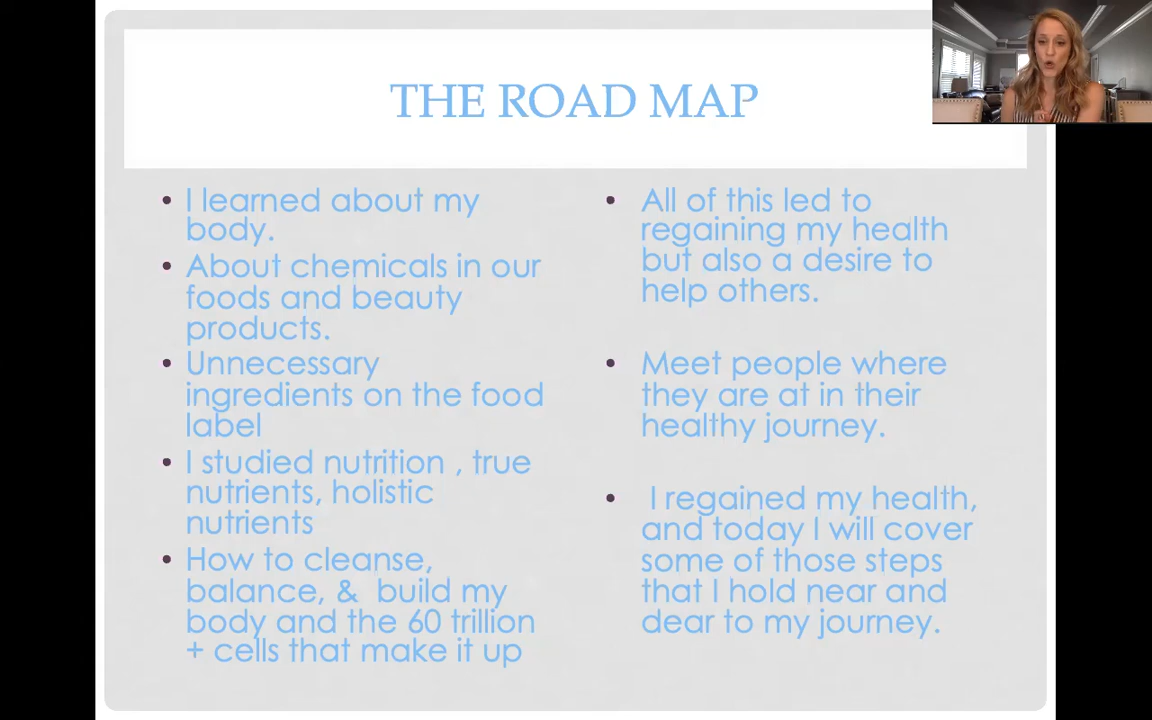 THE ROAD MAP
• I learned about my
body.
• About chemicals in our
foods and beauty
products.
• Unnecessary
ingredients on the food
label
• I studied nutrition , true
nutrients, holistic
nutrients
• How to cleanse,
balance, & build my
body and the 60 trillion
+ cells that make it up
• All of this led to
regaining my health
but also a desire to
help others.
• Meet people where
they are at in their
healthy journey.
• I regained my health,
and today I will cover
some of those steps
that I hold near and
dear to my journey.